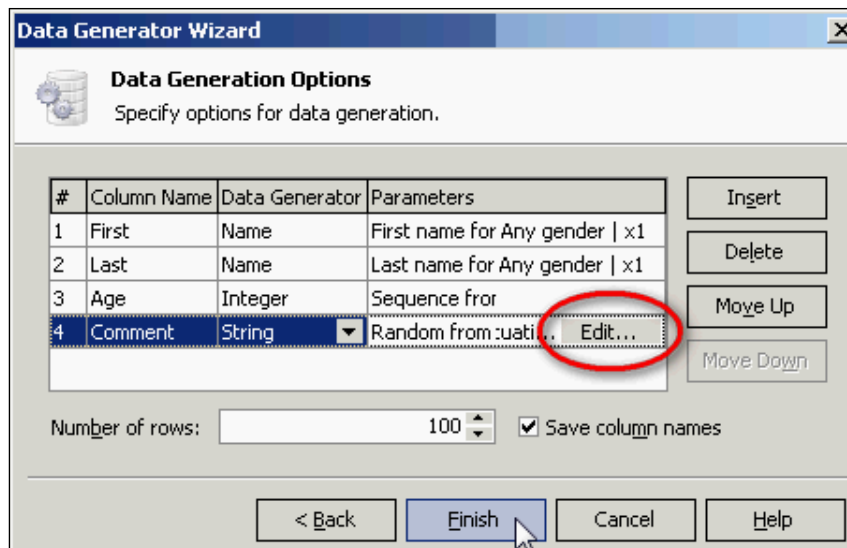 Data Generator Wizard
Data Generation Options
Specify options for data generation.
# Column Name Data Generator Parameters
1 First Name First name for Any gender | x1
2 Last Name Last name for Any gender | x1
3 Age Integer Sequence fror
4 Comment String Random from :uati... Edit...
Insert
Delete
Move Up
Move Down
Number of rows: 100 Save column names
< Back Finish Cancel Help